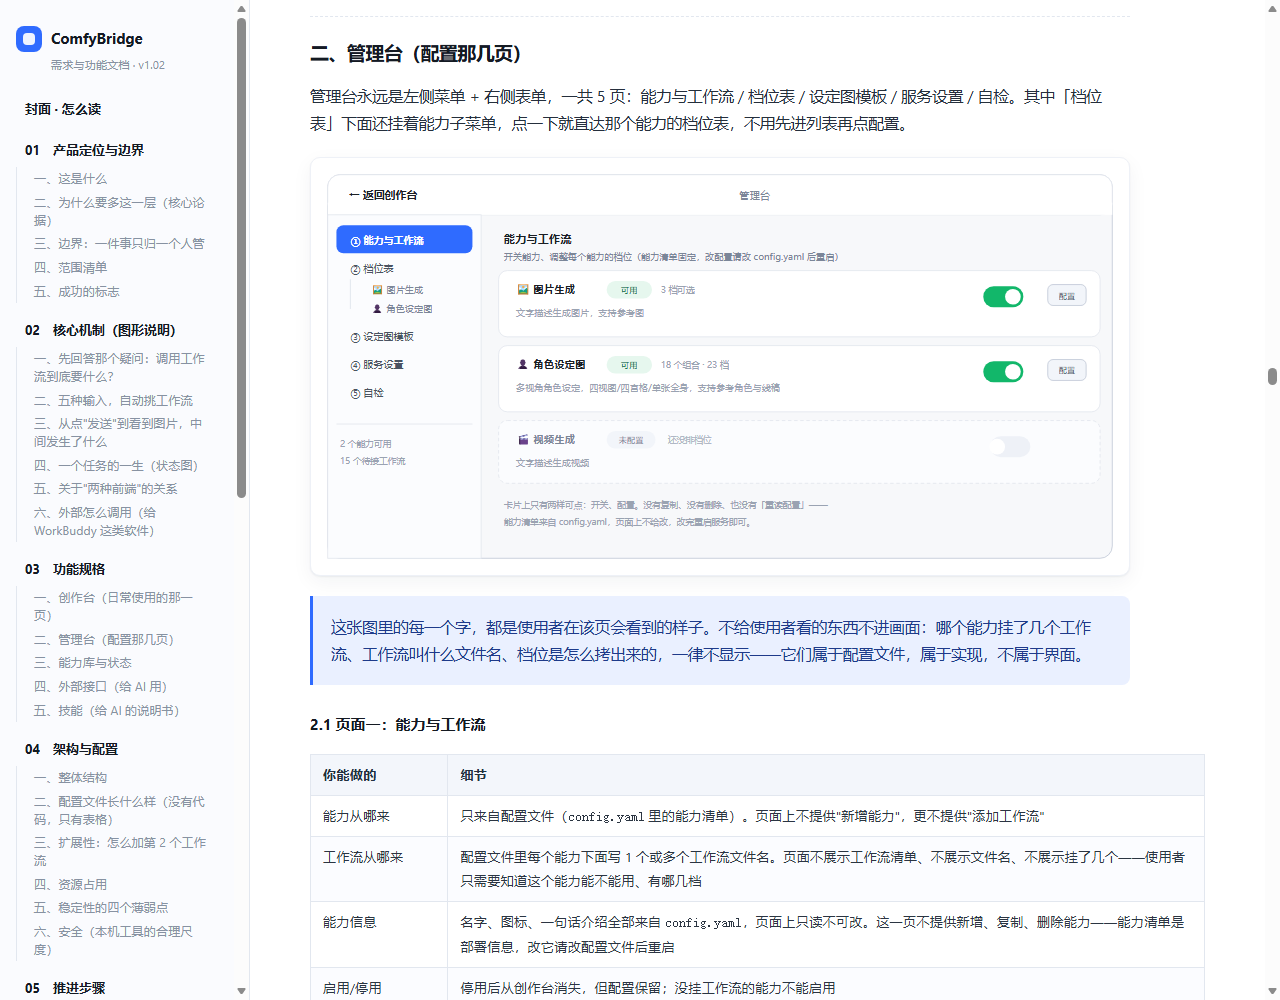 ComfyBridge
需求与功能文档 · v1.02
封面 · 怎么读
01 产品定位与边界
一、这是什么
二、为什么要多这一层（核心论
据）
三、边界：一件事只归一个人管
四、范围清单
五、成功的标志
02 核心机制（图形说明）
一、先回答那个疑问：调用工作
流到底要什么？
二、五种输入，自动挑工作流
三、从点"发送"到看到图片，中
间发生了什么
四、一个任务的一生（状态图）
五、关于"两种前端"的关系
六、外部怎么调用（给
WorkBuddy 这类软件）
03 功能规格
一、创作台（日常使用的那一
页）
二、管理台（配置那几页）
三、能力库与状态
四、外部接口（给 AI 用）
五、技能（给 AI 的说明书）
04 架构与配置
一、整体结构
二、配置文件长什么样（没有代
码，只有表格）
三、扩展性：怎么加第 2 个工作
流
四、资源占用
五、稳定性的四个薄弱点
六、安全（本机工具的合理尺
度）
05 推进步骤
二、管理台（配置那几页）
管理台永远是左侧菜单 + 右侧表单，一共 5 页：能力与工作流 / 档位表 / 设定图模板 / 服务设置 / 自检。其中「档位
表」下面还挂着能力子菜单，点一下就直达那个能力的档位表，不用先进列表再点配置。
← 返回创作台
管理台
① 能力与工作流
② 档位表
图片生成
角色设定图
③ 设定图模板
④ 服务设置
⑤ 自检
2 个能力可用
15 个待接工作流
能力与工作流
开关能力、调整每个能力的档位（能力清单固定，改配置请改 config.yaml 后重启）
图片生成 可用 3 档可选 配置
文字描述生成图片，支持参考图
角色设定图 可用 18 个组合 · 23 档 配置
多视角角色设定，四视图/四宫格/单张全身，支持参考角色与线稿
视频生成 未配置 还没排档位
文字描述生成视频
卡片上只有两样可点：开关、配置。没有复制、没有删除、也没有「重读配置」——
能力清单来自 config.yaml，页面上不给改，改完重启服务即可。
这张图里的每一个字，都是使用者在该页会看到的样子。不给使用者看的东西不进画面：哪个能力挂了几个工作
流、工作流叫什么文件名、档位是怎么拷出来的，一律不显示——它们属于配置文件，属于实现，不属于界面。
2.1 页面一：能力与工作流
你能做的 细节
能力从哪来 只来自配置文件（config.yaml 里的能力清单）。页面上不提供"新增能力"，更不提供"添加工作流"
工作流从哪来 配置文件里每个能力下面写 1 个或多个工作流文件名。页面不展示工作流清单、不展示文件名、不展示挂了几个——使用者
只需要知道这个能力能不能用、有哪几档
能力信息 名字、图标、一句话介绍全部来自 config.yaml，页面上只读不可改。这一页不提供新增、复制、删除能力——能力清单是
部署信息，改它请改配置文件后重启
启用/停用 停用后从创作台消失，但配置保留；没挂工作流的能力不能启用